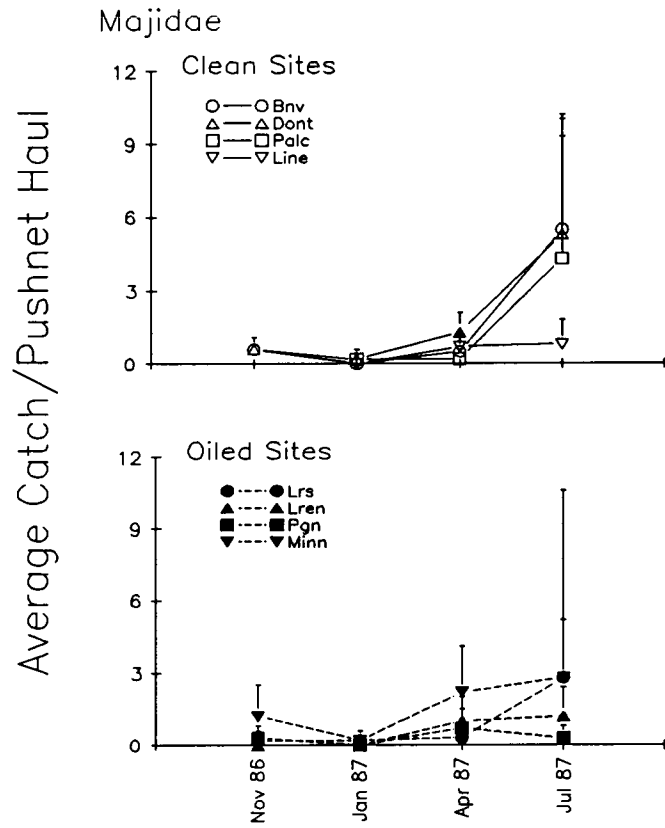 Majidae
Average Catch/Pushnet Haul
Clean Sites
Bnv
Dont
Palc
Line
12
9
6
3
0
Oiled Sites
Lrs
Lren
Pgn
Minn
12
9
6
3
0
Nov 86
Jan 87
Apr 87
Jul 87